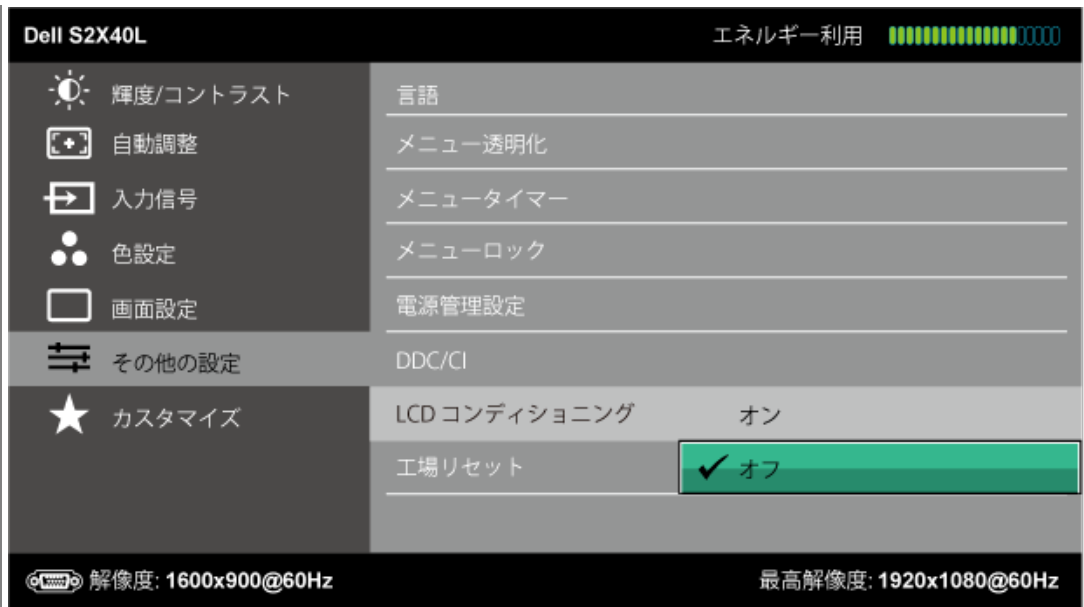 Dell S2X40L エネルギー利用
輝度/コントラスト 言語
自動調整 メニュー透明化
入力信号 メニュータイマー
色設定 メニューロック
画面設定 電源管理設定
その他の設定 DDC/CI
カスタマイズ LCD コンディショニング オン
工場リセット オフ
解像度: 1600x900@60Hz 最高解像度: 1920x1080@60Hz